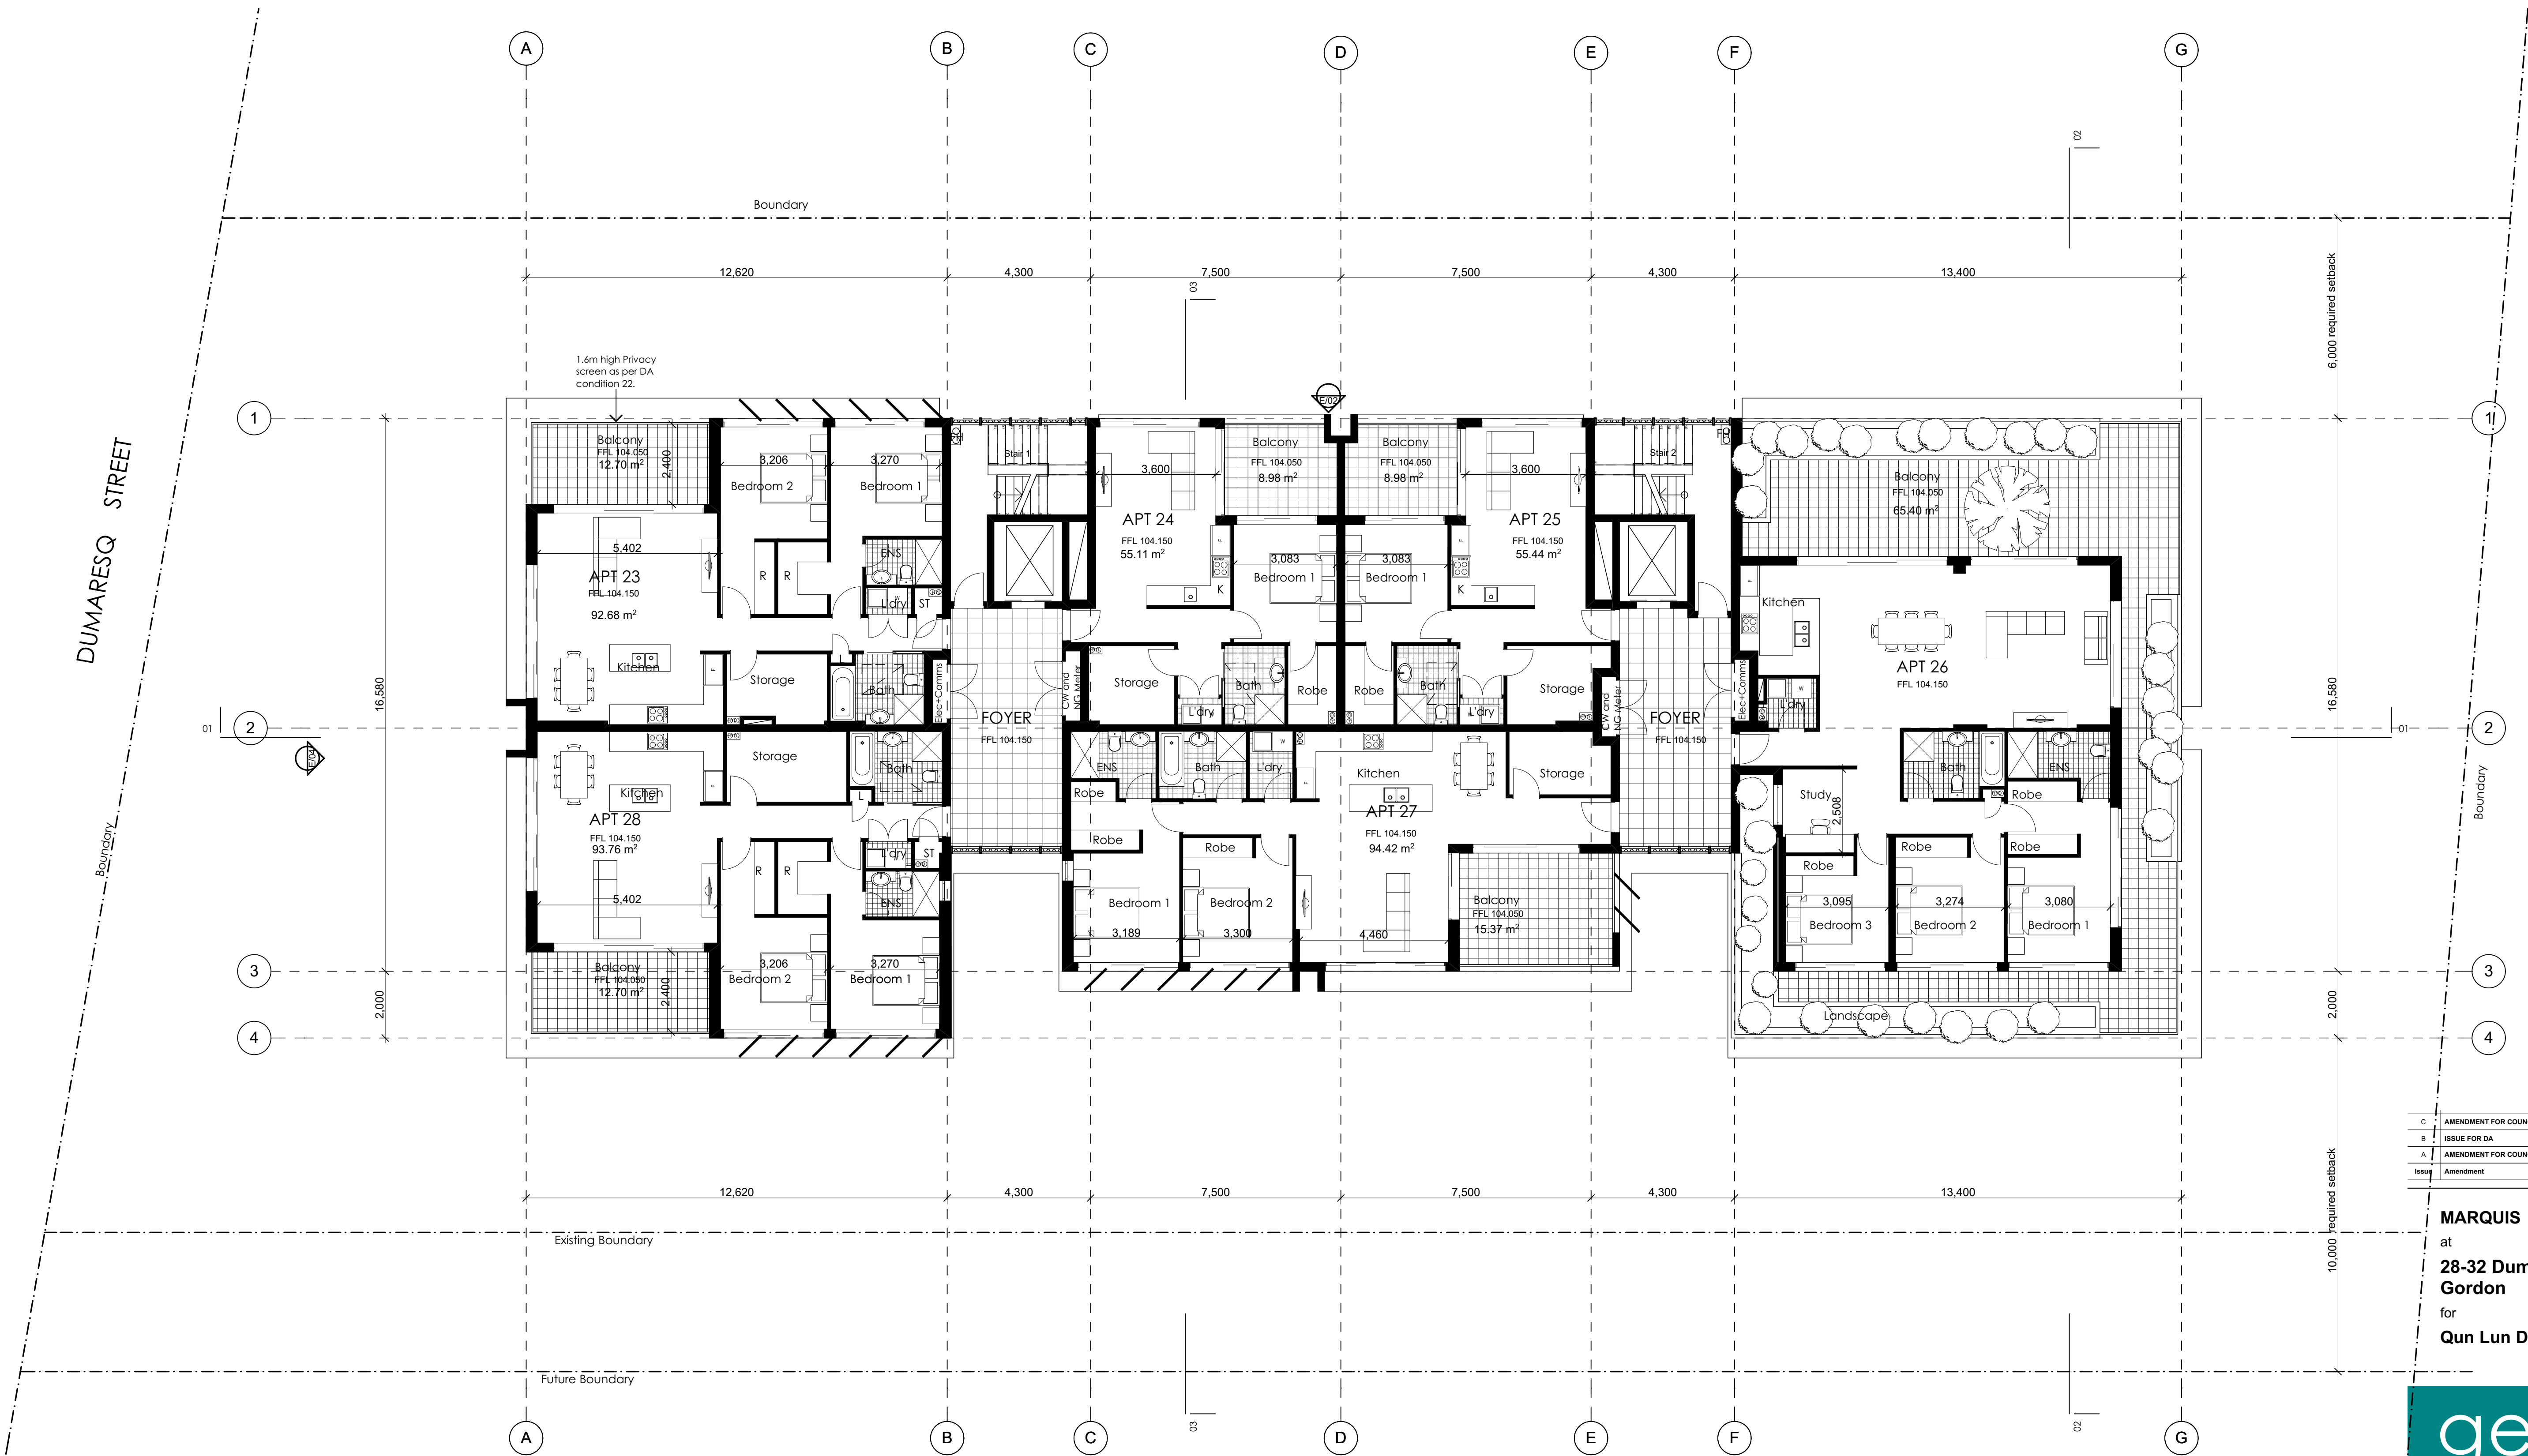 A
B
C
D
E
F
G
02
Boundary
12,620
4,300
7,500
7,500
4,300
13,400
6,000 required setback
03
DUMARESQ STREET
1.6m high Privacy
screen as per DA
condition 22.
1
E/02
1
Balcony
FFL 104.050
12.70 m²
2,400
3,206
Bedroom 2
3,270
Bedroom 1
Stair 1
3,600
Balcony
FFL 104.050
8.98 m²
Balcony
FFL 104.050
8.98 m²
3,600
Stair 2
Balcony
FFL 104.050
65.40 m²
5,402
APT 23
FFL 104.150
92.68 m²
R
R
ENS
L'dry
ST
APT 24
FFL 104.150
55.11 m²
F
K
3,083
Bedroom 1
3,083
Bedroom 1
F
K
APT 25
FFL 104.150
55.44 m²
F
Kitchen
APT 26
FFL 104.150
Kitchen
F
Storage
L
Bath
Elec+Comms
FOYER
FFL 104.150
CW and
NG Meter
Storage
L'dry
Bath
Robe
Robe
Bath
L'dry
Storage
CW and
NG Meter
FOYER
FFL 104.150
Elec+Comms
W
L'dry
16,580
16,580
01
2
E/04
01
2
Kitchen
F
APT 28
FFL 104.150
93.76 m²
5,402
Storage
Bath
L
L'dry
ST
R
R
ENS
ENS
Robe
Robe
Bath
L'dry
W
F
Kitchen
APT 27
FFL 104.150
94.42 m²
Storage
Robe
Bedroom 1
3,189
Bedroom 2
3,300
4,460
Balcony
FFL 104.050
15.37 m²
Study
2,508
Robe
Bath
ENS
Robe
Robe
Robe
3,095
Bedroom 3
3,274
Bedroom 2
3,080
Bedroom 1
Boundary
Boundary
3
3
Balcony
FFL 104.050
12.70 m²
2,400
3,206
Bedroom 2
3,270
Bedroom 1
Landscape
2,000
2,000
4
4
12,620
4,300
7,500
7,500
4,300
13,400
10,000 required setback
Existing Boundary
Future Boundary
03
02
A
B
C
D
E
F
G
C AMENDMENT FOR COUN
B ISSUE FOR DA
A AMENDMENT FOR COUN
Issue Amendment
MARQUIS
at
28-32 Dum
Gordon
for
Qun Lun D
ge